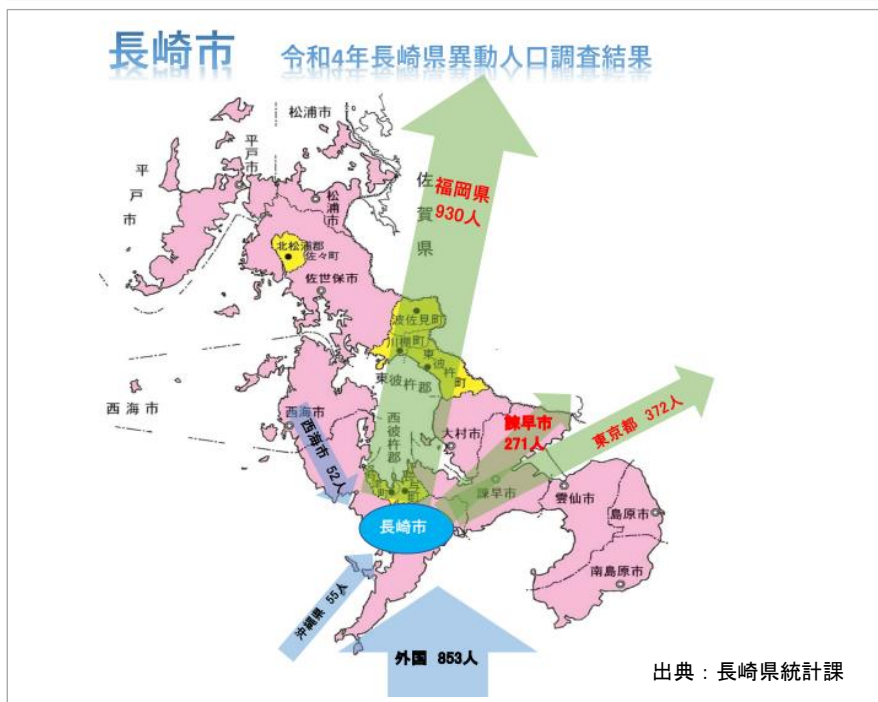 長崎市 令和4年長崎県異動人口調査結果
松浦市
平戸市
平戸市
松浦市
佐賀県
福岡県
930人
北松浦郡
佐々町
佐世保市
波佐見町
川棚町
東彼杵町
東彼杵郡
西海市
西海市
西海市 52人
西彼杵郡
大村市
諫早市
271人
東京都 372人
諫早市
雲仙市
島原市
南島原市
長崎市
沖縄県 55人
外国 853人
出典：長崎県統計課